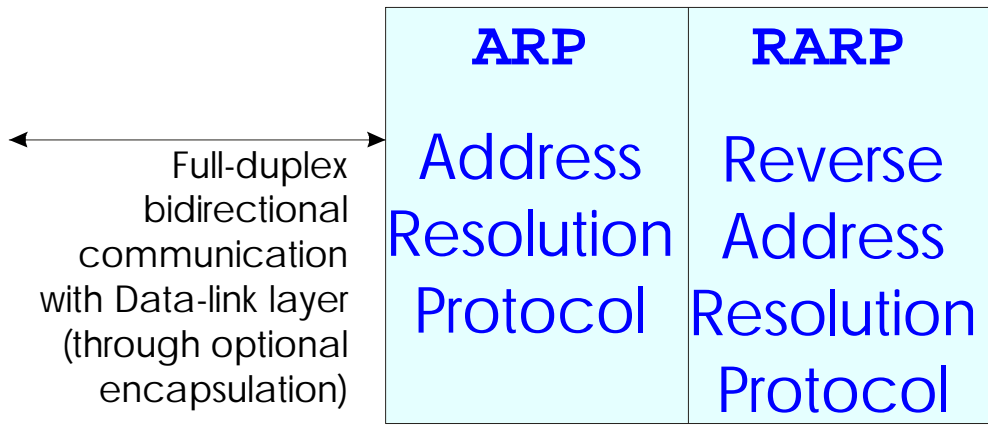 ARP
Address
Resolution
Protocol
RARP
Reverse
Address
Resolution
Protocol
Full-duplex
bidirectional
communication
with Data-link layer
(through optional
encapsulation)